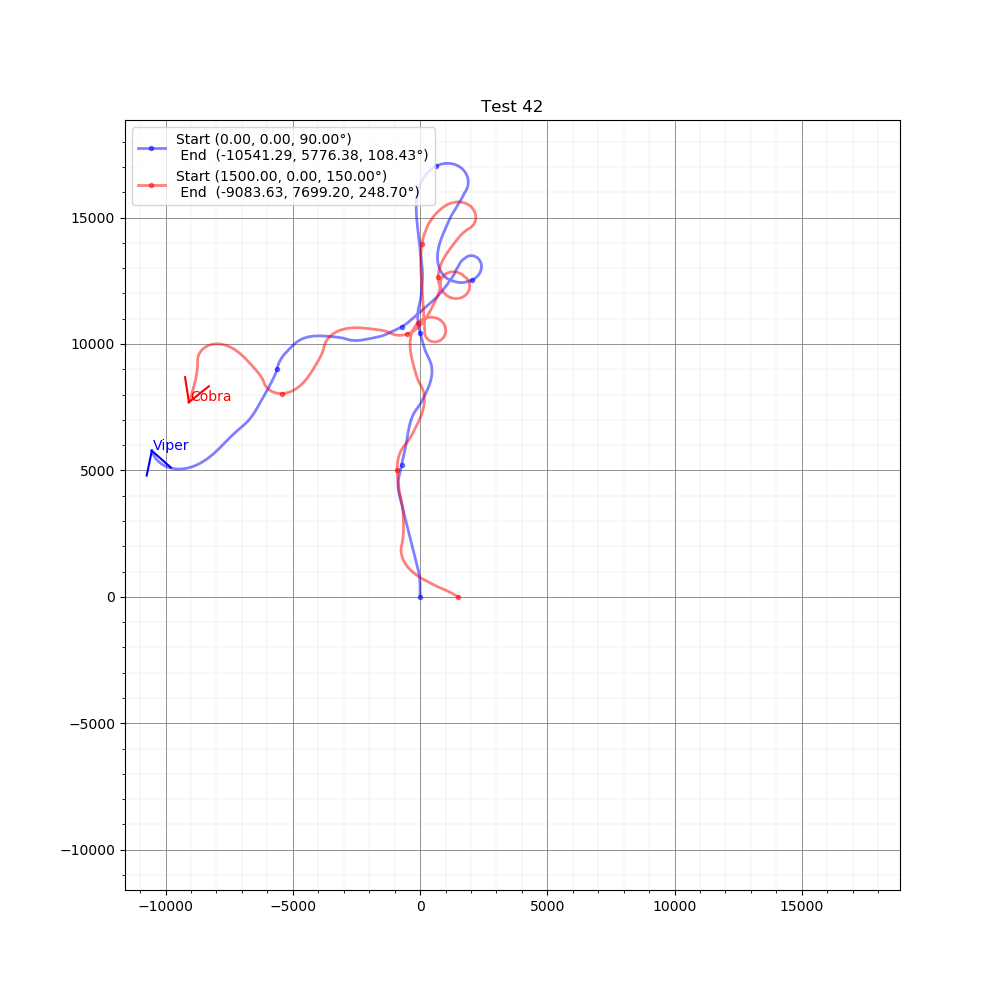 Test 42
Start (0.00, 0.00, 90.00°)
End (-10541.29, 5776.38, 108.43°)
Start (1500.00, 0.00, 150.00°)
End (-9083.63, 7699.20, 248.70°)
15000
10000
5000
0
−5000
−10000
Cobra
Viper
−10000
−5000
0
5000
10000
15000